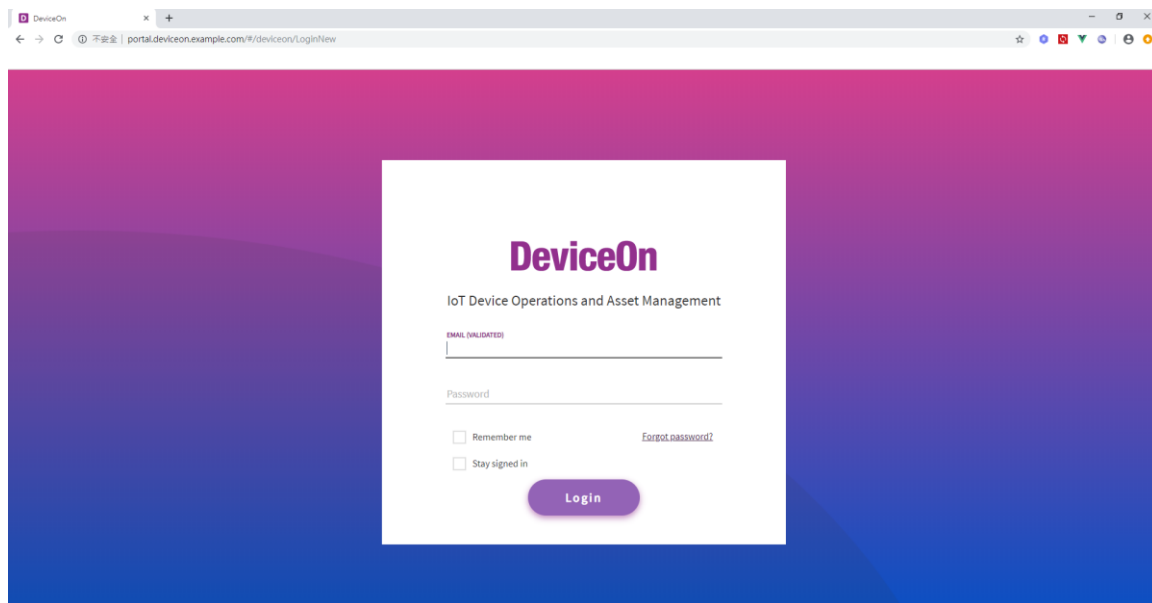 DeviceOn
不安全 | portal.deviceon.example.com/#/deviceon/LoginNew
DeviceOn
IoT Device Operations and Asset Management
EMAIL (VALIDATED)
Password
Remember me
Forgot password?
Stay signed in
Login